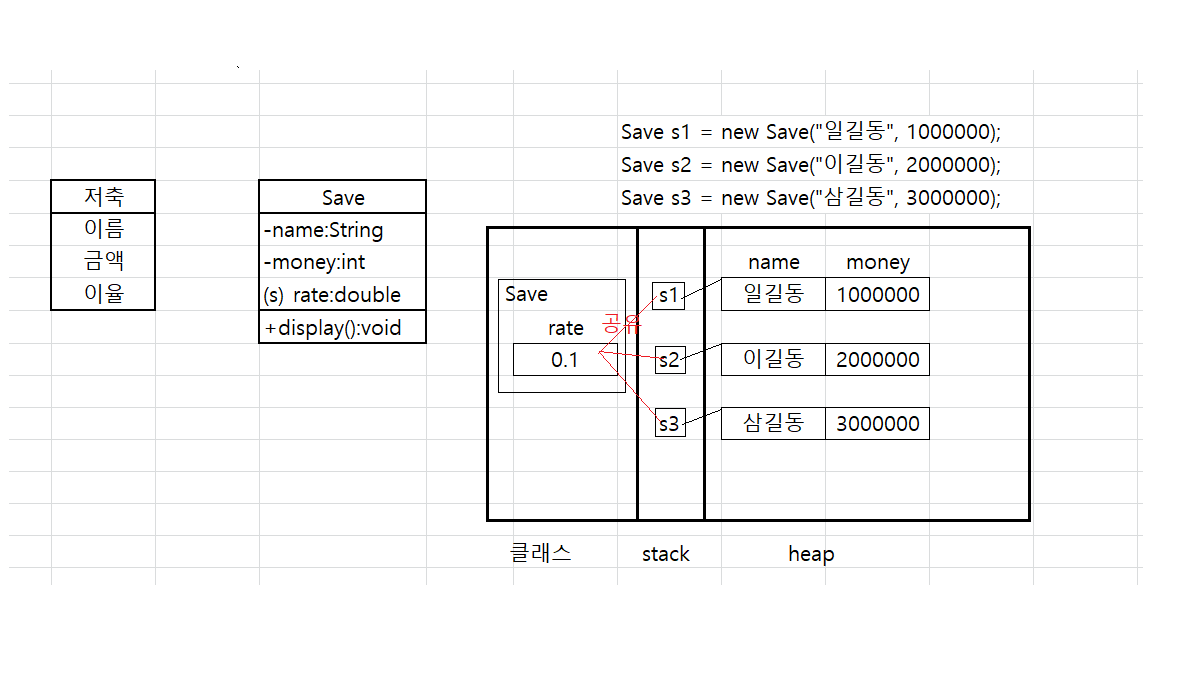 Save s1 = new Save("일길동", 1000000);
Save s2 = new Save("이길동", 2000000);
Save s3 = new Save("삼길동", 3000000);
저축
이름
금액
이율
Save
-name:String
-money:int
(s) rate:double
+display():void
Save
rate
0.1
공유
s1
s2
s3
name money
일길동 1000000
이길동 2000000
삼길동 3000000
클래스
stack
heap